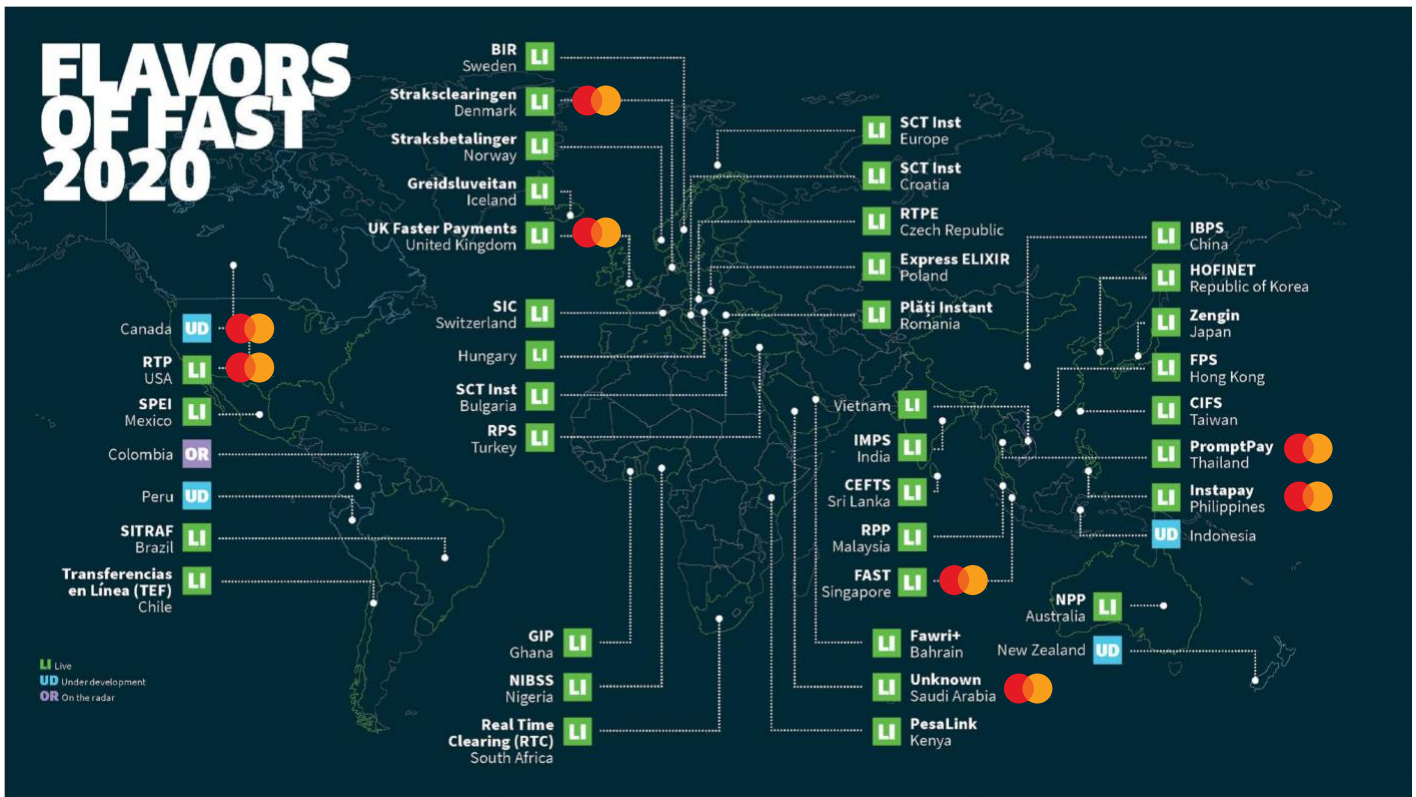 FLAVORS
OF FAST
2020
BIR
Sweden
LI
Straksclearingen
Denmark
LI
Straksbetalinger
Norway
LI
Greidsluveitan
Iceland
LI
UK Faster Payments
United Kingdom
LI
SIC
Switzerland
LI
Hungary
LI
SCT Inst
Bulgaria
LI
RPS
Turkey
LI
LI
SCT Inst
Europe
LI
SCT Inst
Croatia
LI
RTPE
Czech Republic
LI
Express ELIXIR
Poland
LI
Plăți Instant
Romania
Canada
UD
RTP
USA
LI
SPEI
Mexico
LI
Colombia
OR
Peru
UD
SITRAF
Brazil
LI
Transferencias
en Línea (TEF)
Chile
LI
LI
IBPS
China
LI
HOFINET
Republic of Korea
LI
Zengin
Japan
LI
FPS
Hong Kong
LI
CIFS
Taiwan
LI
PromptPay
Thailand
LI
Instapay
Philippines
UD
Indonesia
Vietnam
LI
IMPS
India
LI
CEFTS
Sri Lanka
LI
RPP
Malaysia
LI
FAST
Singapore
LI
NPP
Australia
LI
New Zealand
UD
GIP
Ghana
LI
NIBSS
Nigeria
LI
Real Time
Clearing (RTC)
South Africa
LI
LI
Fawri+
Bahrain
LI
Unknown
Saudi Arabia
LI
PesaLink
Kenya
LI Live
UD Under development
OR On the radar